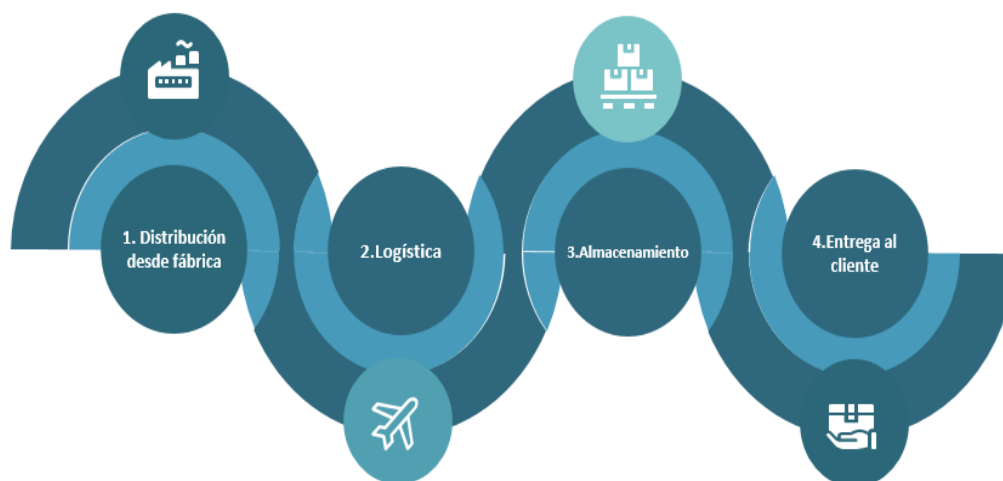 1. Distribución
desde fábrica
2.Logística
3.Almacenamiento
4.Entrega al
cliente